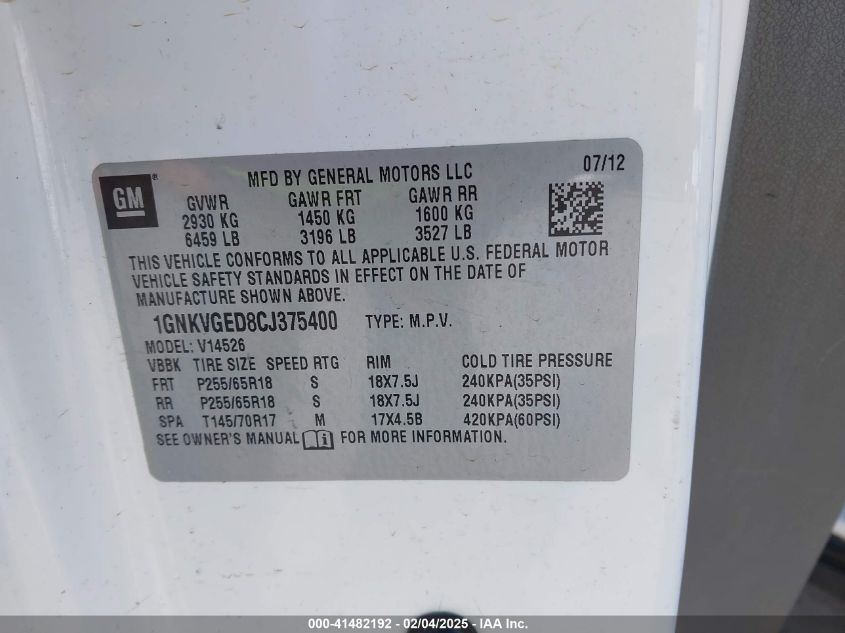 GM®
MFD BY GENERAL MOTORS LLC 07/12
GVWR GAWR FRT GAWR RR
2930 KG 1450 KG 1600 KG
6459 LB 3196 LB 3527 LB
THIS VEHICLE CONFORMS TO ALL APPLICABLE U.S. FEDERAL MOTOR
VEHICLE SAFETY STANDARDS IN EFFECT ON THE DATE OF
MANUFACTURE SHOWN ABOVE.
1GNKVGED8CJ375400 TYPE: M.P.V.
MODEL: V14526
VBBK TIRE SIZE SPEED RTG RIM COLD TIRE PRESSURE
FRT P255/65R18 S 18X7.5J 240KPA(35PSI)
RR P255/65R18 S 18X7.5J 240KPA(35PSI)
SPA T145/70R17 M 17X4.5B 420KPA(60PSI)
SEE OWNER'S MANUAL FOR MORE INFORMATION.
000-41482192 - 02/04/2025 - IAA Inc.